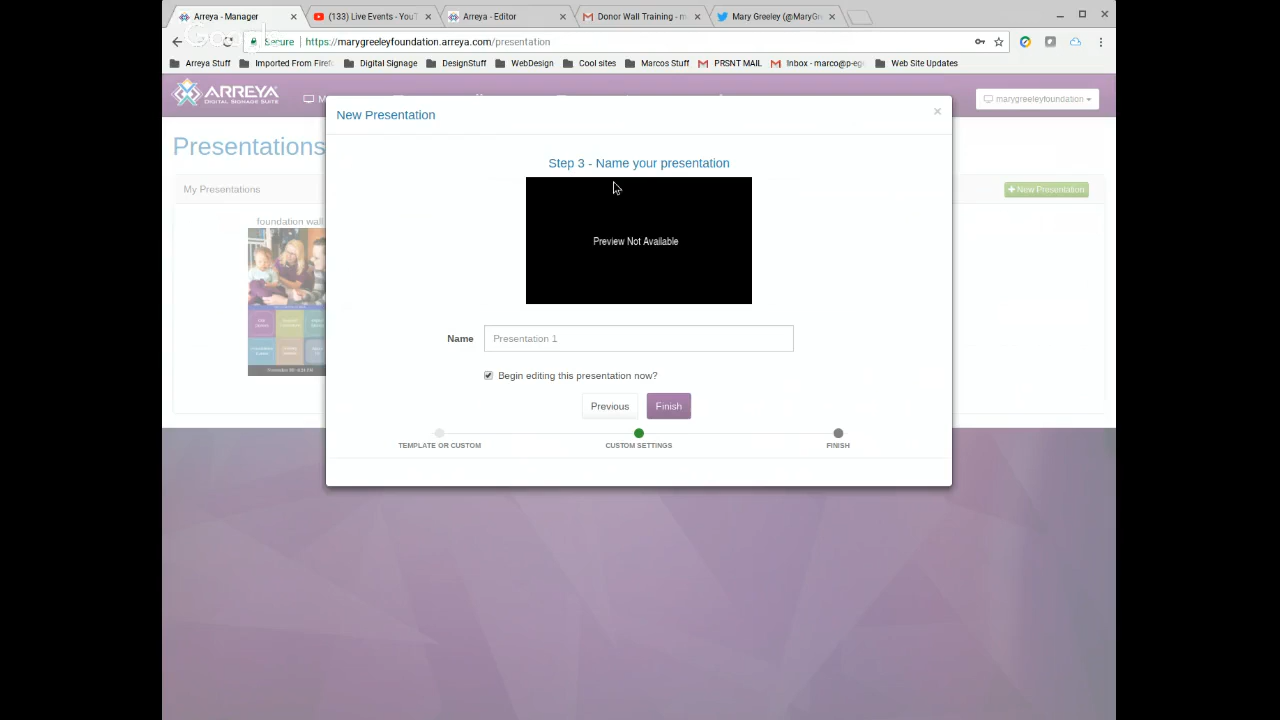 Arreya - Manager
(133) Live Events - YouT
Arreya - Editor
Donor Wall Training - m
Mary Greeley (@MaryGr
Google
Secure
https://marygreeleyfoundation.arreya.com/presentation
Arreya Stuff
Imported From Firef
Digital Signage
DesignStuff
WebDesign
Cool sites
Marcos Stuff
PRSNT MAIL
Inbox - marco@p-eg
Web Site Updates
ARREYA
DIGITAL SIGNAGE SUITE
M
marygreeleyfoundation
New Presentation
×
Presentations
Step 3 - Name your presentation
My Presentations
+ New Presentation
foundation wall
Preview Not Available
Name
Presentation 1
Begin editing this presentation now?
Previous
Finish
TEMPLATE OR CUSTOM
CUSTOM SETTINGS
FINISH